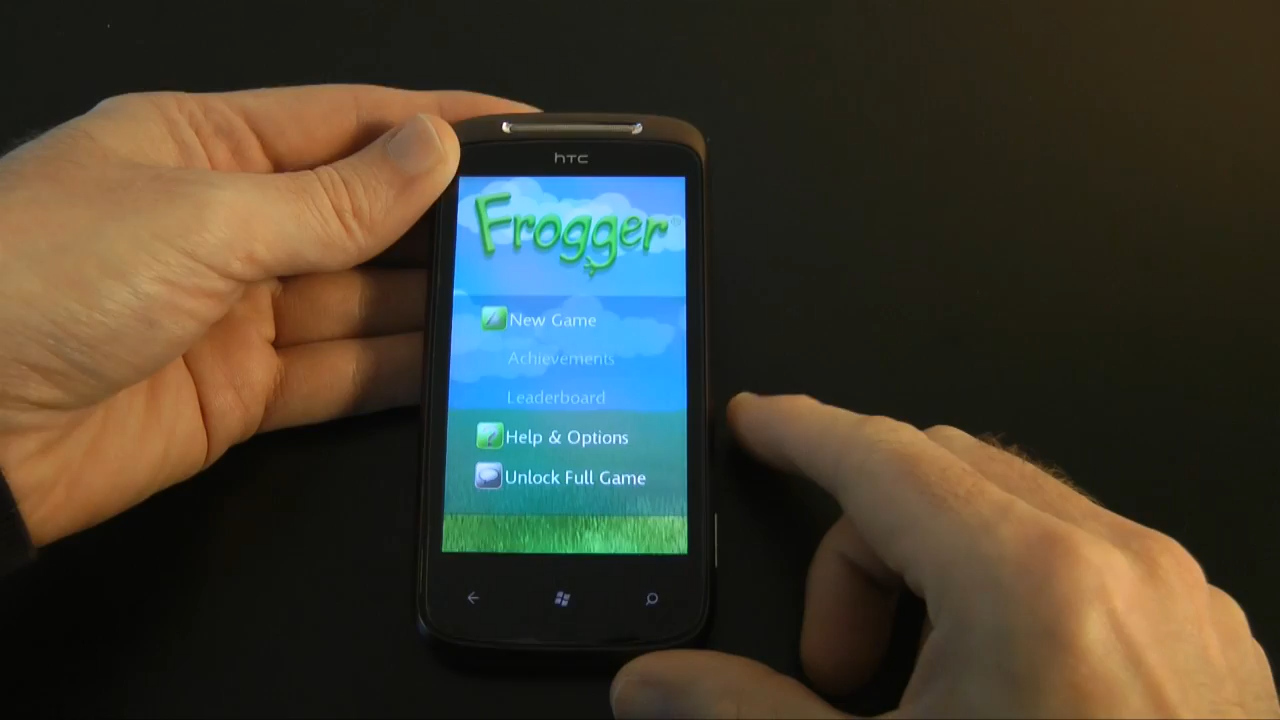 hTC
Frogger
New Game
Achievements
Leaderboard
Help & Options
Unlock Full Game